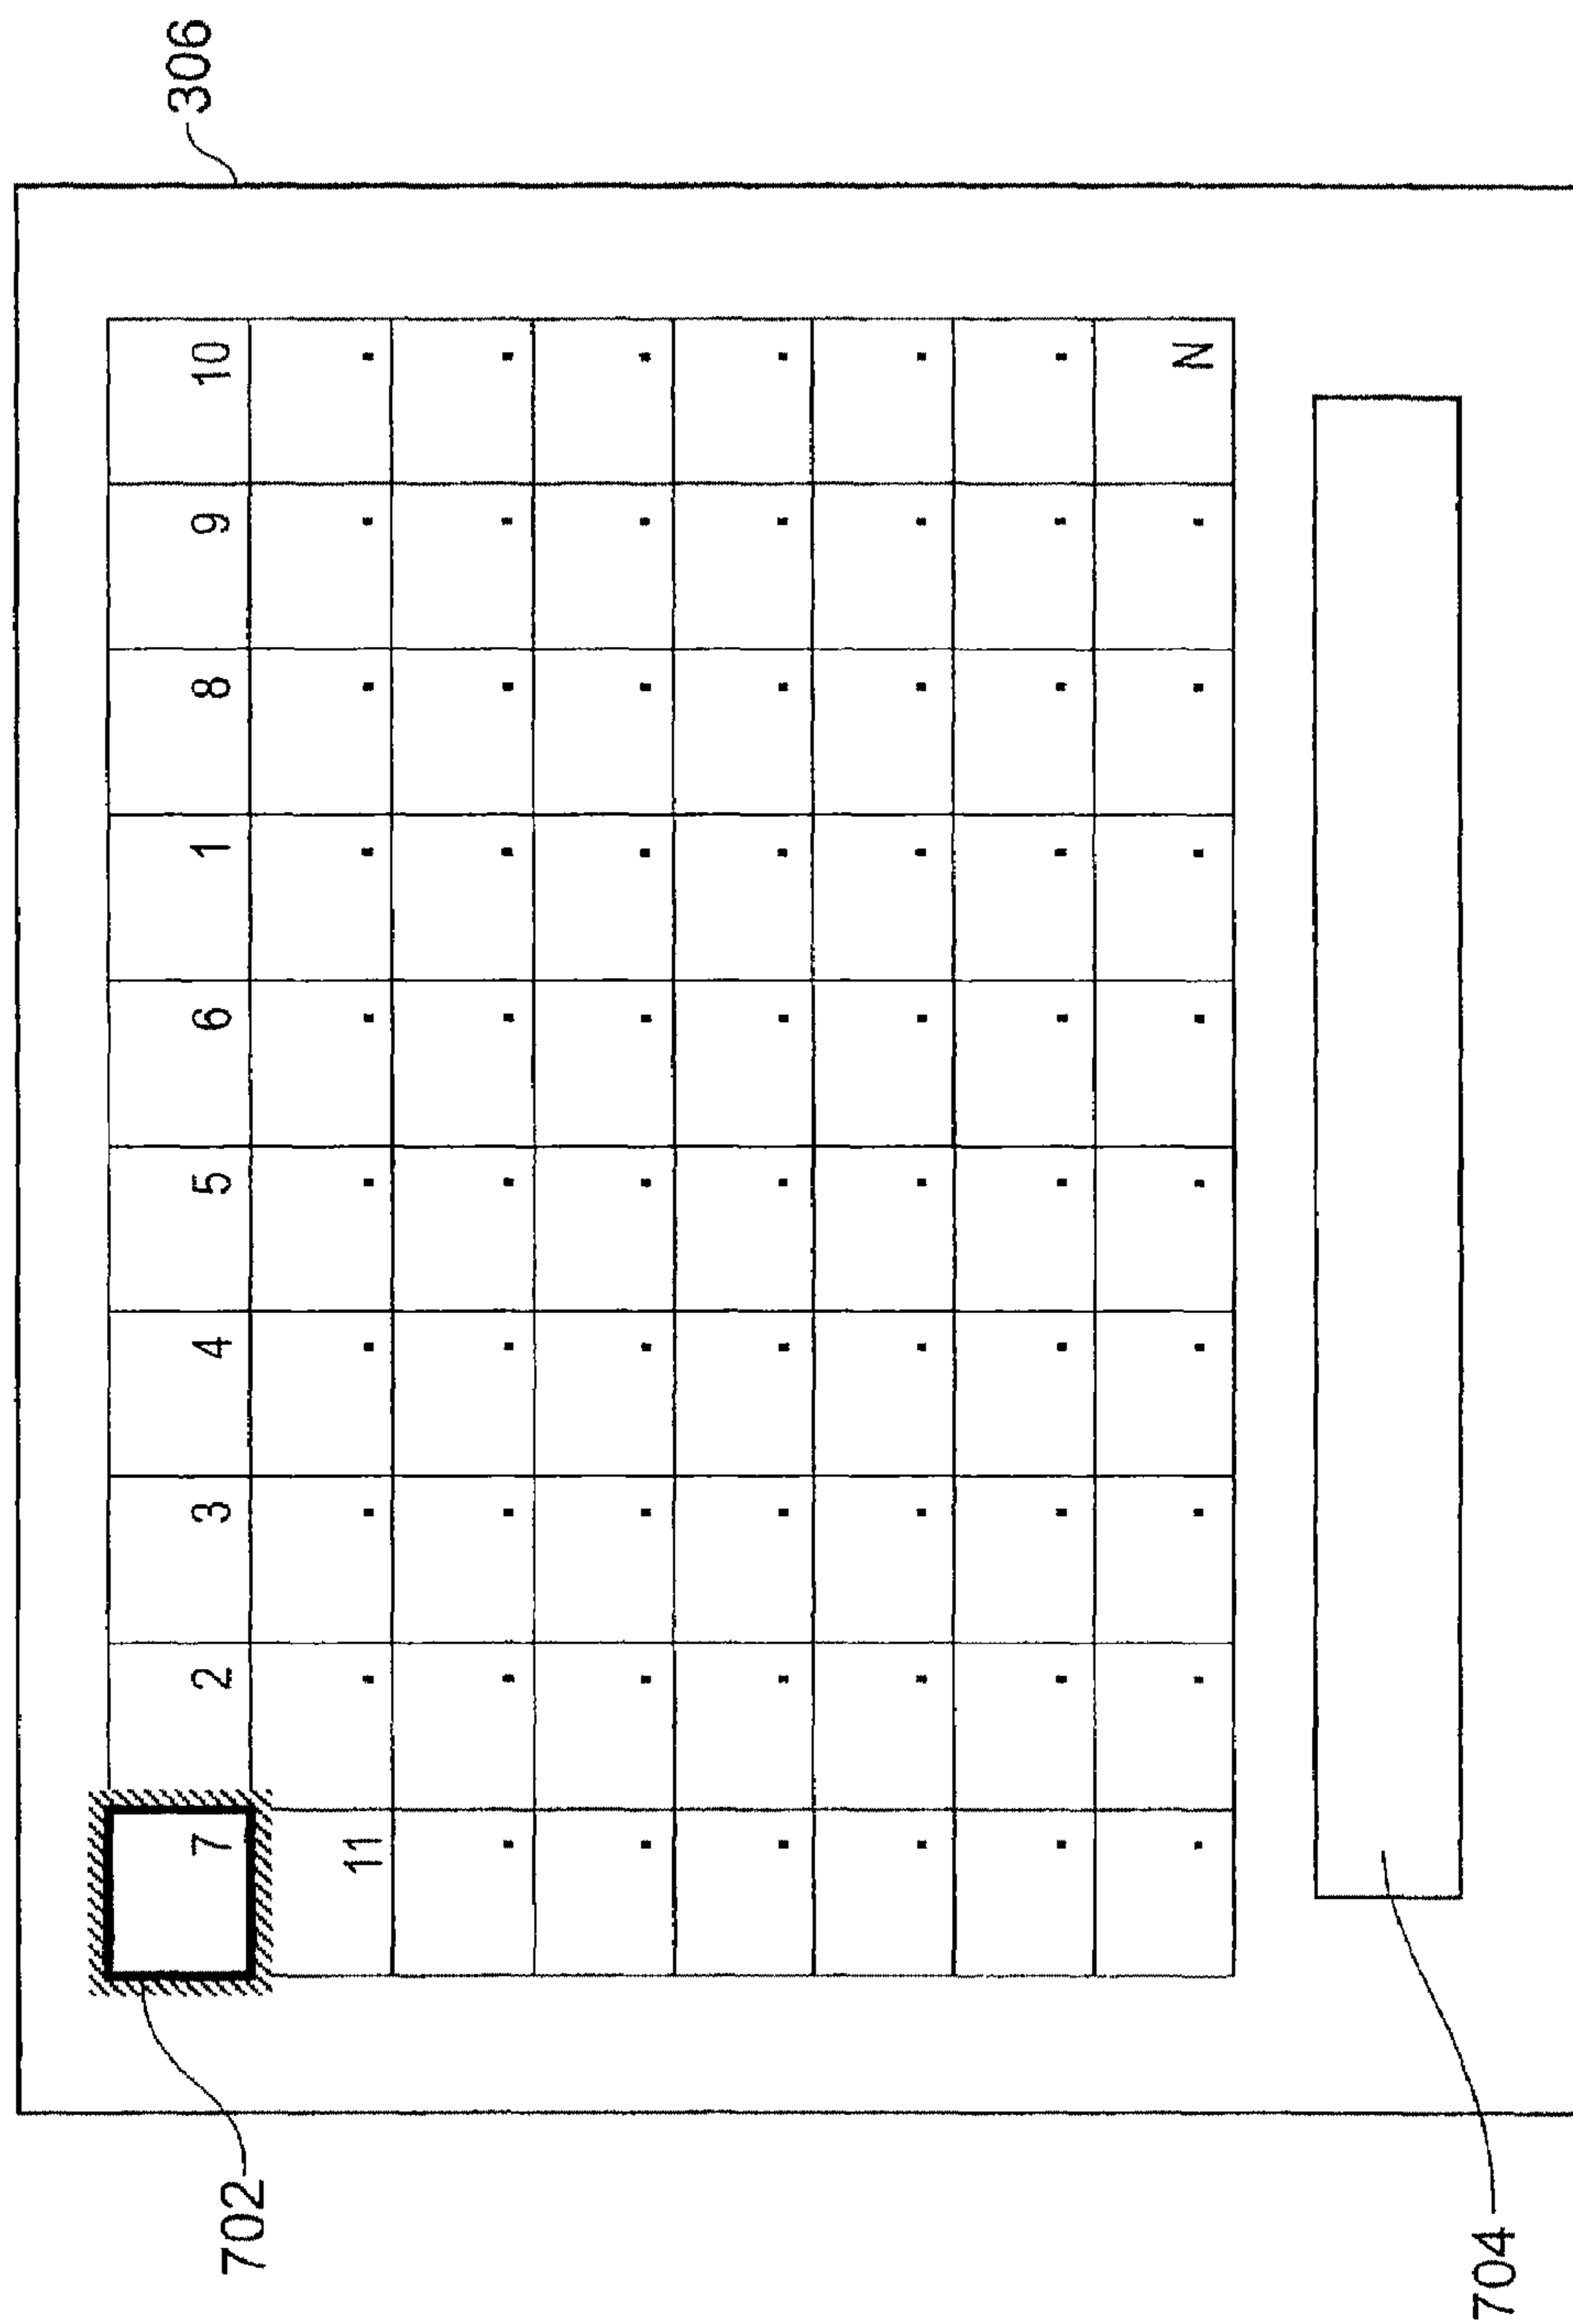 306
7 2 3 4 5 6 1 8 9 10
11 . . . . . . . . .
. . . . . . . . . .
. . . . . . . . . .
. . . . . . . . . .
. . . . . . . . . .
. . . . . . . . . .
. . . . . . . . . N
702
704